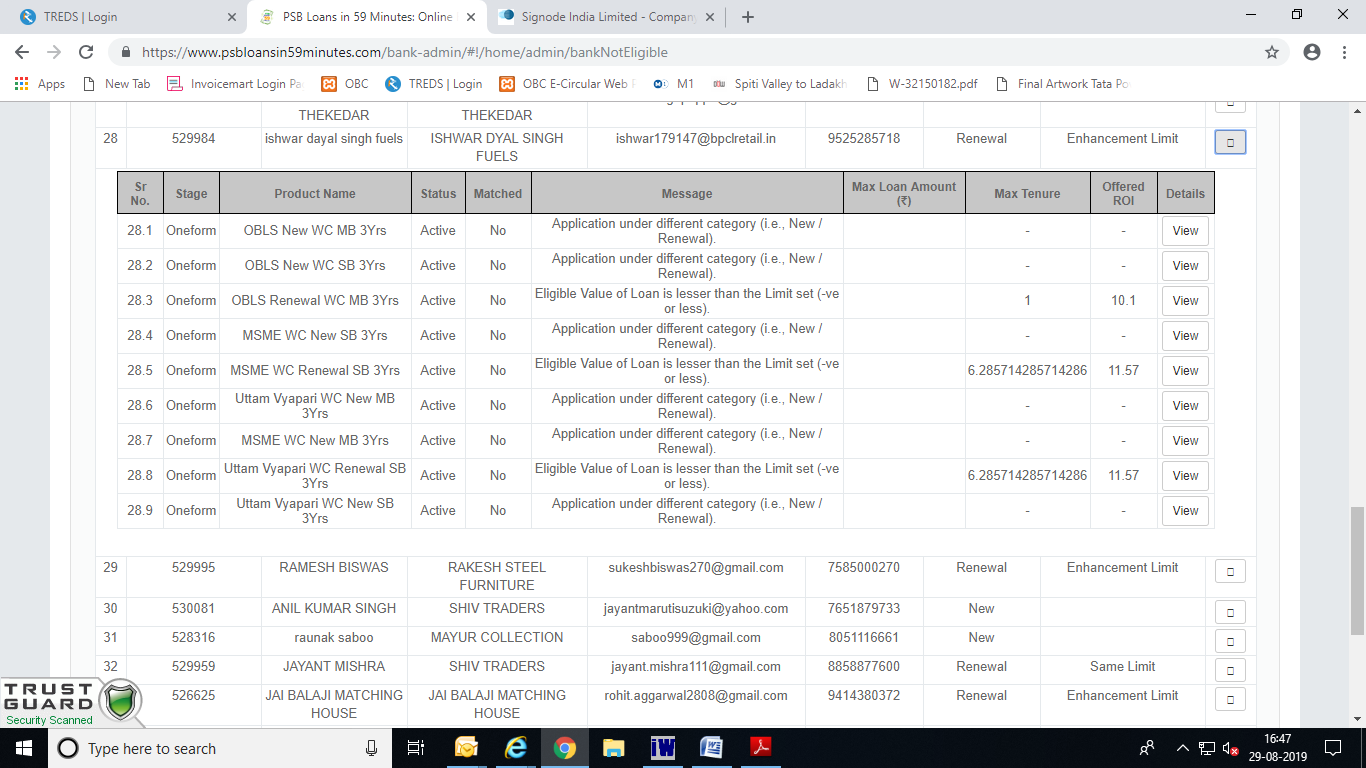 TREDS | Login
PSB Loans in 59 Minutes: Online
Signode India Limited - Company
https://www.psbloansin59minutes.com/bank-admin/#!/home/admin/bankNotEligible
Apps New Tab Invoicemart Login Pa OBC TREDS | Login OBC E-Circular Web M1 Spiti Valley to Ladakh W-32150182.pdf Final Artwork Tata Po
THEKEDAR THEKEDAR
28 529984 ishwar dayal singh fuels ISHWAR DYAL SINGH FUELS ishwar179147@bpclretail.in 9525285718 Renewal Enhancement Limit
Sr No. Stage Product Name Status Matched Message Max Loan Amount (₹) Max Tenure Offered ROI Details
28.1 Oneform OBLS New WC MB 3Yrs Active No Application under different category (i.e., New / Renewal). - - View
28.2 Oneform OBLS New WC SB 3Yrs Active No Application under different category (i.e., New / Renewal). - - View
28.3 Oneform OBLS Renewal WC MB 3Yrs Active No Eligible Value of Loan is lesser than the Limit set (-ve or less). 1 10.1 View
28.4 Oneform MSME WC New SB 3Yrs Active No Application under different category (i.e., New / Renewal). - - View
28.5 Oneform MSME WC Renewal SB 3Yrs Active No Eligible Value of Loan is lesser than the Limit set (-ve or less). 6.285714285714286 11.57 View
28.6 Oneform Uttam Vyapari WC New MB 3Yrs Active No Application under different category (i.e., New / Renewal). - - View
28.7 Oneform MSME WC New MB 3Yrs Active No Application under different category (i.e., New / Renewal). - - View
28.8 Oneform Uttam Vyapari WC Renewal SB 3Yrs Active No Eligible Value of Loan is lesser than the Limit set (-ve or less). 6.285714285714286 11.57 View
28.9 Oneform Uttam Vyapari WC New SB 3Yrs Active No Application under different category (i.e., New / Renewal). - - View
29 529995 RAMESH BISWAS RAKESH STEEL FURNITURE sukeshbiswas270@gmail.com 7585000270 Renewal Enhancement Limit
30 530081 ANIL KUMAR SINGH SHIV TRADERS jayantmarutisuzuki@yahoo.com 7651879733 New
31 528316 raunak saboo MAYUR COLLECTION saboo999@gmail.com 8051116661 New
32 529959 JAYANT MISHRA SHIV TRADERS jayant.mishra111@gmail.com 8858877600 Renewal Same Limit
526625 JAI BALAJI MATCHING HOUSE JAI BALAJI MATCHING HOUSE rohit.aggarwal2808@gmail.com 9414380372 Renewal Enhancement Limit
TRUST
GUARD
Security Scanned
Type here to search
16:47
29-08-2019